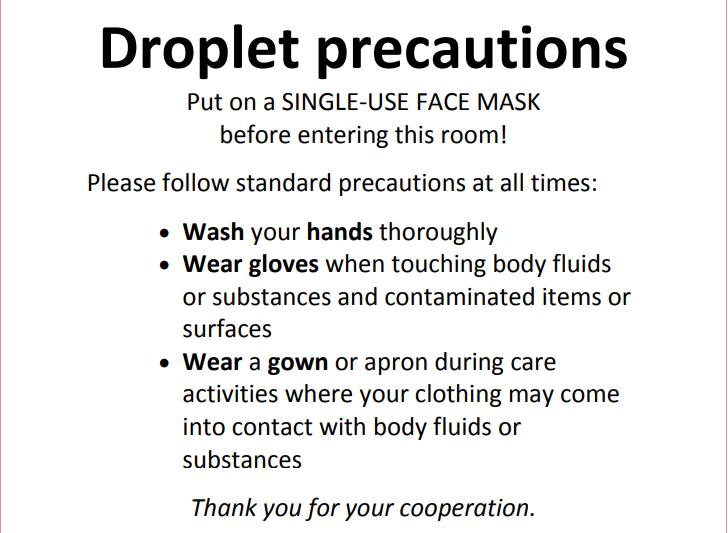 Droplet precautions
Put on a SINGLE-USE FACE MASK
before entering this room!
Please follow standard precautions at all times:
• Wash your hands thoroughly
• Wear gloves when touching body fluids
or substances and contaminated items or
surfaces
• Wear a gown or apron during care
activities where your clothing may come
into contact with body fluids or
substances
Thank you for your cooperation.